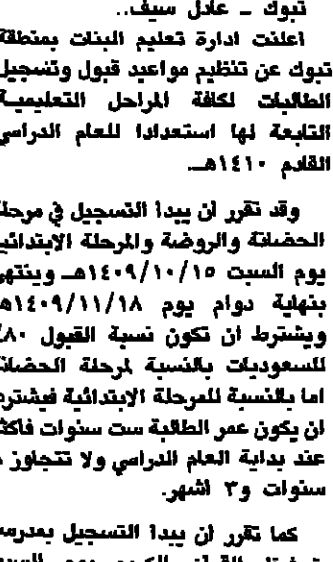 تبوك ـ عادل سيف..
اعلنت ادارة تعليم البنات بمنطقة
تبوك عن تنظيم مواعيد قبول وتسجيل
الطالبات لكافة المراحل التعليمية
التابعة لها استعدادا للعام الدراسي
القادم ١٤١٠هـ.
وقد تقرر ان يبدا التسجيل في مرحلة
الحضانة والروضة والمرحلة الابتدائية
يوم السبت ١٤٠٩/١٠/١٥هـ وينتهي
بنهاية دوام يوم ١٤٠٩/١١/١٨هـ
ويشترط ان تكون نسبة القبول ٨٠٪
للسعوديات بالنسبة لمرحلة الحضانة
اما بالنسبة للمرحلة الابتدائية فيشترط
ان يكون عمر الطالبة ست سنوات فاكثر
عند بداية العام الدراسي ولا تتجاوز
سنوات و٣ اشهر.
كما تقرر ان يبدا التسجيل بمدرسة